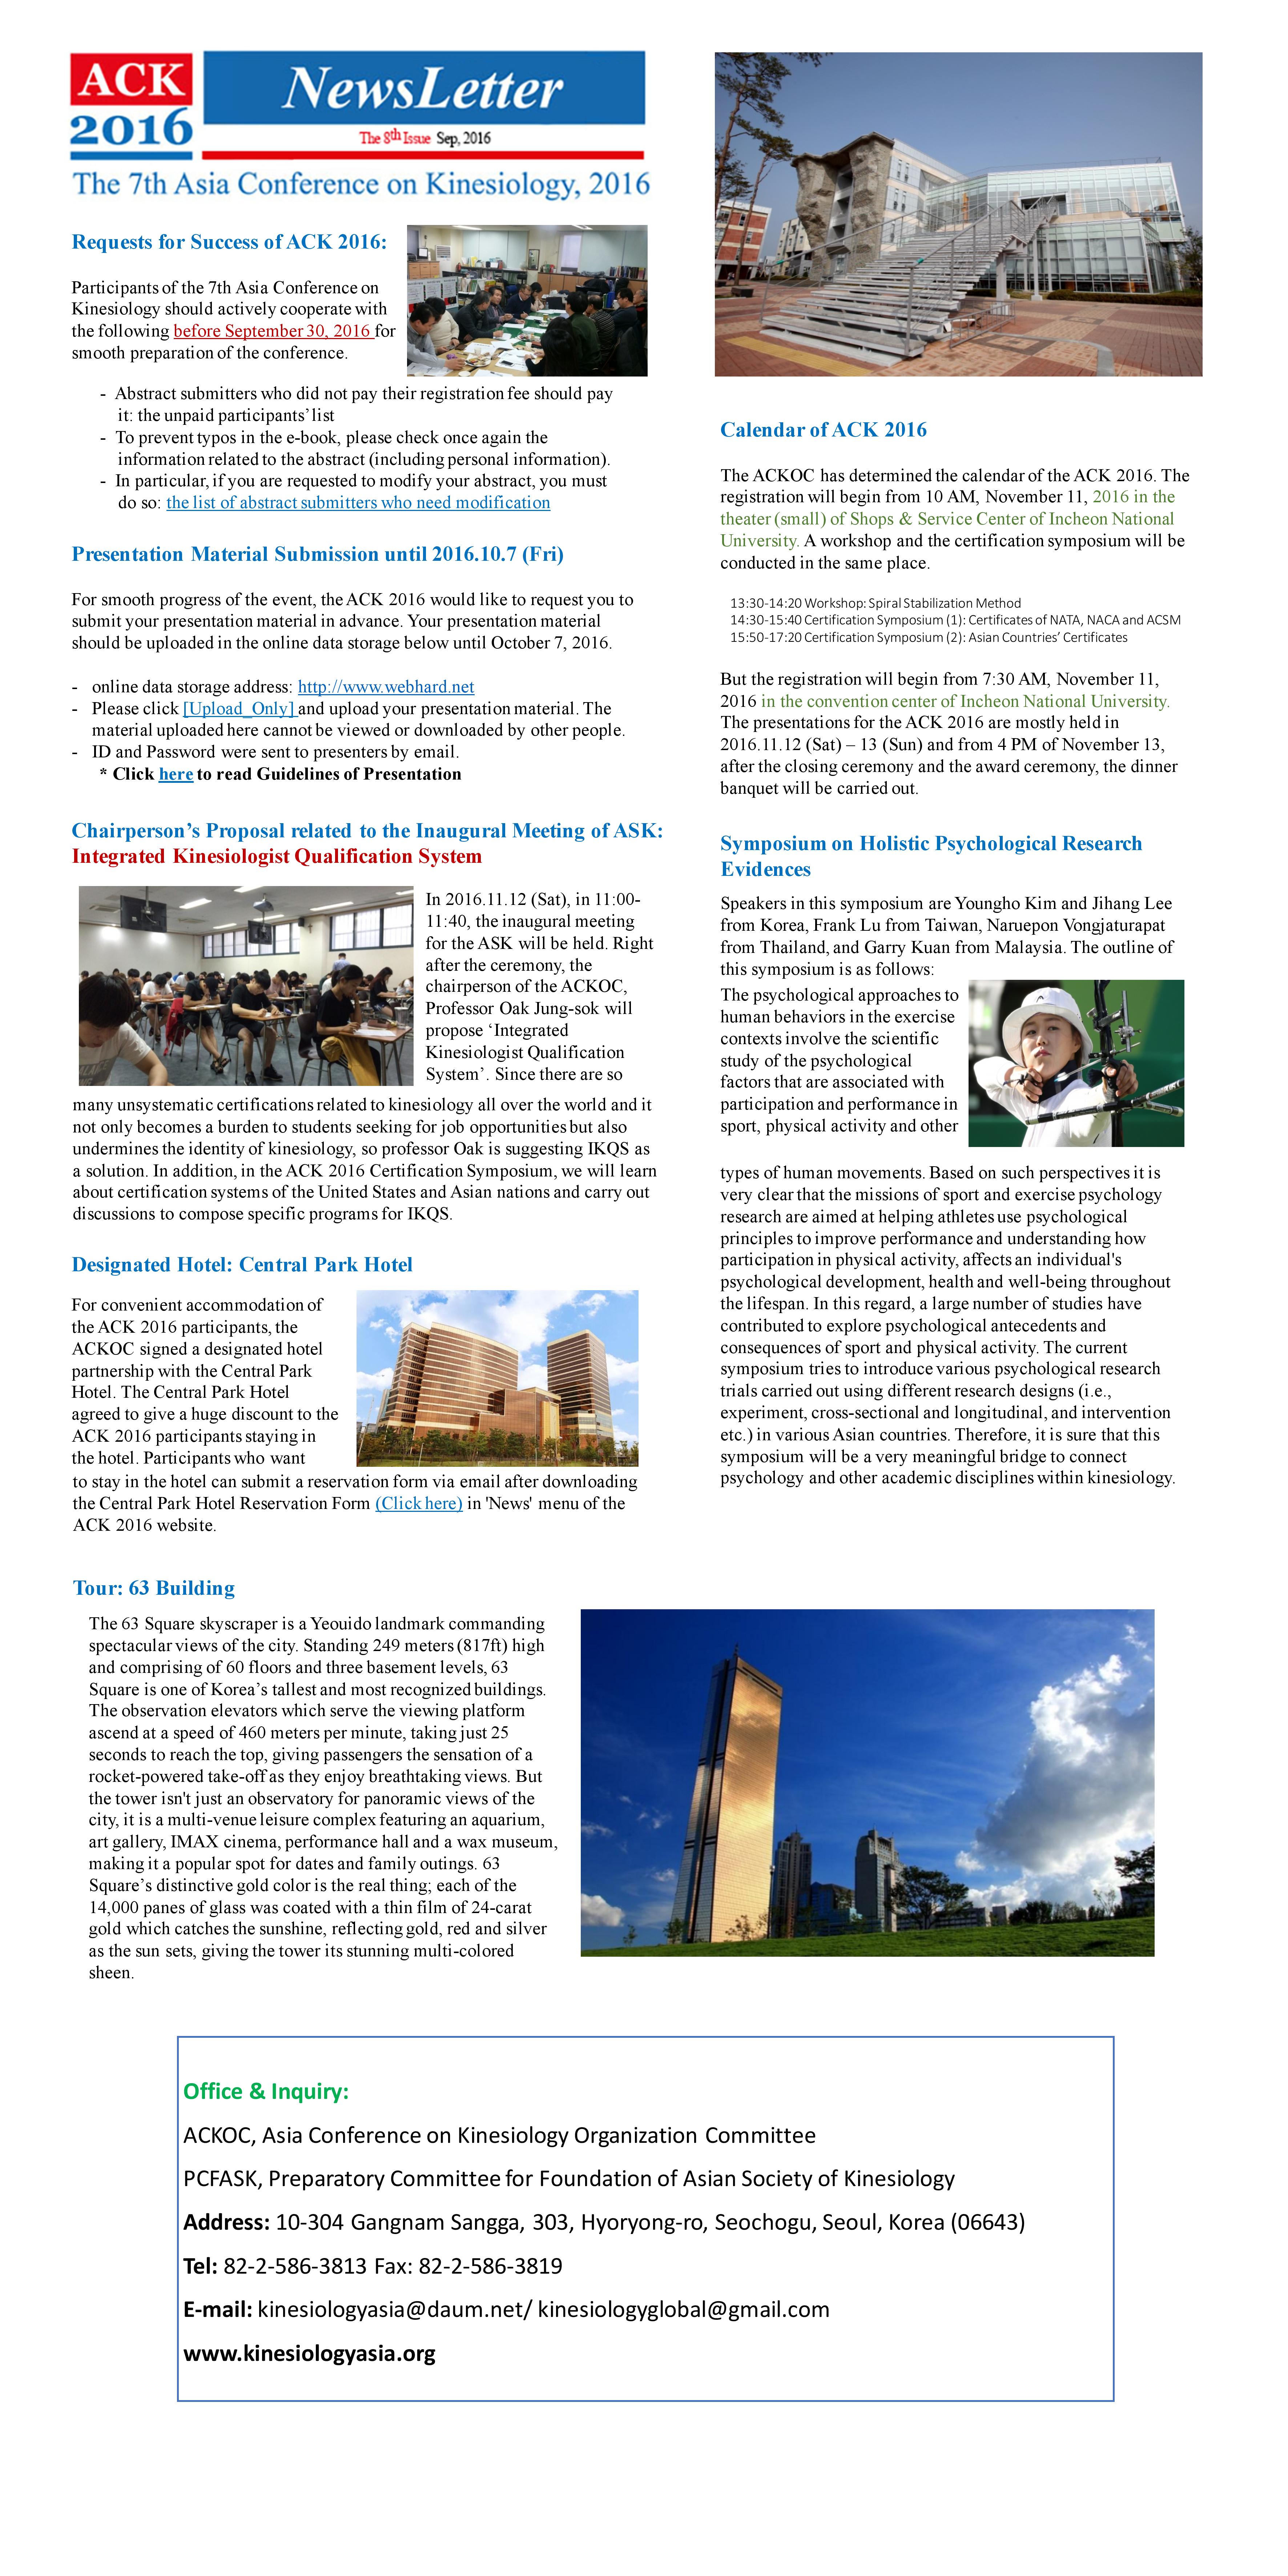 ACK
2016
NewsLetter
The 8th Issue Sep, 2016
The 7th Asia Conference on Kinesiology, 2016
Requests for Success of ACK 2016:
Participants of the 7th Asia Conference on
Kinesiology should actively cooperate with
the following before September 30, 2016 for
smooth preparation of the conference.
- Abstract submitters who did not pay their registration fee should pay
it: the unpaid participants’ list
- To prevent typos in the e-book, please check once again the
information related to the abstract (including personal information).
- In particular, if you are requested to modify your abstract, you must
do so: the list of abstract submitters who need modification
Presentation Material Submission until 2016.10.7 (Fri)
For smooth progress of the event, the ACK 2016 would like to request you to
submit your presentation material in advance. Your presentation material
should be uploaded in the online data storage below until October 7, 2016.
- online data storage address: http://www.webhard.net
- Please click [Upload_Only] and upload your presentation material. The
material uploaded here cannot be viewed or downloaded by other people.
- ID and Password were sent to presenters by email.
* Click here to read Guidelines of Presentation
Chairperson’s Proposal related to the Inaugural Meeting of ASK:
Integrated Kinesiologist Qualification System
In 2016.11.12 (Sat), in 11:00-
11:40, the inaugural meeting
for the ASK will be held. Right
after the ceremony, the
chairperson of the ACKOC,
Professor Oak Jung-sok will
propose ‘Integrated
Kinesiologist Qualification
System’. Since there are so
many unsystematic certifications related to kinesiology all over the world and it
not only becomes a burden to students seeking for job opportunities but also
undermines the identity of kinesiology, so professor Oak is suggesting IKQS as
a solution. In addition, in the ACK 2016 Certification Symposium, we will learn
about certification systems of the United States and Asian nations and carry out
discussions to compose specific programs for IKQS.
Designated Hotel: Central Park Hotel
For convenient accommodation of
the ACK 2016 participants, the
ACKOC signed a designated hotel
partnership with the Central Park
Hotel. The Central Park Hotel
agreed to give a huge discount to the
ACK 2016 participants staying in
the hotel. Participants who want
to stay in the hotel can submit a reservation form via email after downloading
the Central Park Hotel Reservation Form (Click here) in 'News' menu of the
ACK 2016 website.
Calendar of ACK 2016
The ACKOC has determined the calendar of the ACK 2016. The
registration will begin from 10 AM, November 11, 2016 in the
theater (small) of Shops & Service Center of Incheon National
University. A workshop and the certification symposium will be
conducted in the same place.
13:30-14:20 Workshop: Spiral Stabilization Method
14:30-15:40 Certification Symposium (1): Certificates of NATA, NACA and ACSM
15:50-17:20 Certification Symposium (2): Asian Countries’ Certificates
But the registration will begin from 7:30 AM, November 11,
2016 in the convention center of Incheon National University.
The presentations for the ACK 2016 are mostly held in
2016.11.12 (Sat) – 13 (Sun) and from 4 PM of November 13,
after the closing ceremony and the award ceremony, the dinner
banquet will be carried out.
Symposium on Holistic Psychological Research
Evidences
Speakers in this symposium are Youngho Kim and Jihang Lee
from Korea, Frank Lu from Taiwan, Naruepon Vongjaturapat
from Thailand, and Garry Kuan from Malaysia. The outline of
this symposium is as follows:
The psychological approaches to
human behaviors in the exercise
contexts involve the scientific
study of the psychological
factors that are associated with
participation and performance in
sport, physical activity and other
types of human movements. Based on such perspectives it is
very clear that the missions of sport and exercise psychology
research are aimed at helping athletes use psychological
principles to improve performance and understanding how
participation in physical activity, affects an individual's
psychological development, health and well-being throughout
the lifespan. In this regard, a large number of studies have
contributed to explore psychological antecedents and
consequences of sport and physical activity. The current
symposium tries to introduce various psychological research
trials carried out using different research designs (i.e.,
experiment, cross-sectional and longitudinal, and intervention
etc.) in various Asian countries. Therefore, it is sure that this
symposium will be a very meaningful bridge to connect
psychology and other academic disciplines within kinesiology.
Tour: 63 Building
The 63 Square skyscraper is a Yeouido landmark commanding
spectacular views of the city. Standing 249 meters (817ft) high
and comprising of 60 floors and three basement levels, 63
Square is one of Korea’s tallest and most recognized buildings.
The observation elevators which serve the viewing platform
ascend at a speed of 460 meters per minute, taking just 25
seconds to reach the top, giving passengers the sensation of a
rocket-powered take-off as they enjoy breathtaking views. But
the tower isn't just an observatory for panoramic views of the
city, it is a multi-venue leisure complex featuring an aquarium,
art gallery, IMAX cinema, performance hall and a wax museum,
making it a popular spot for dates and family outings. 63
Square’s distinctive gold color is the real thing; each of the
14,000 panes of glass was coated with a thin film of 24-carat
gold which catches the sunshine, reflecting gold, red and silver
as the sun sets, giving the tower its stunning multi-colored
sheen.
Office & Inquiry:
ACKOC, Asia Conference on Kinesiology Organization Committee
PCFASK, Preparatory Committee for Foundation of Asian Society of Kinesiology
Address: 10-304 Gangnam Sangga, 303, Hyoryong-ro, Seochogu, Seoul, Korea (06643)
Tel: 82-2-586-3813 Fax: 82-2-586-3819
E-mail: kinesiologyasia@daum.net/ kinesiologyglobal@gmail.com
www.kinesiologyasia.org